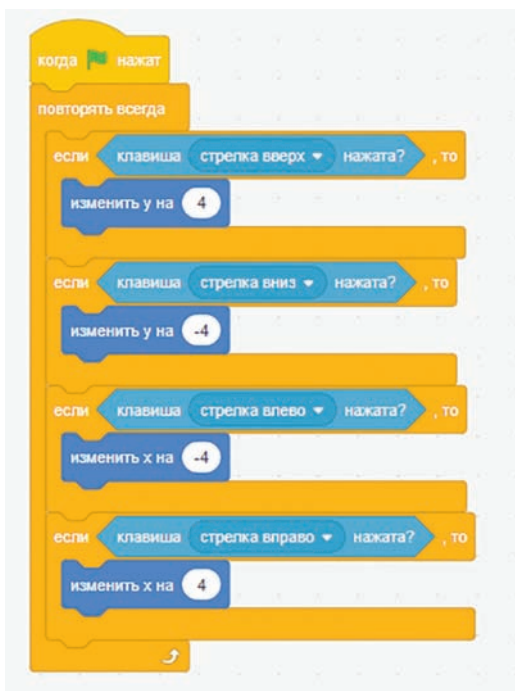 когда нажат
повторять всегда
если клавиша стрелка вверх нажата? , то
изменить y на 4
если клавиша стрелка вниз нажата? , то
изменить y на -4
если клавиша стрелка влево нажата? , то
изменить x на -4
если клавиша стрелка вправо нажата? , то
изменить x на 4